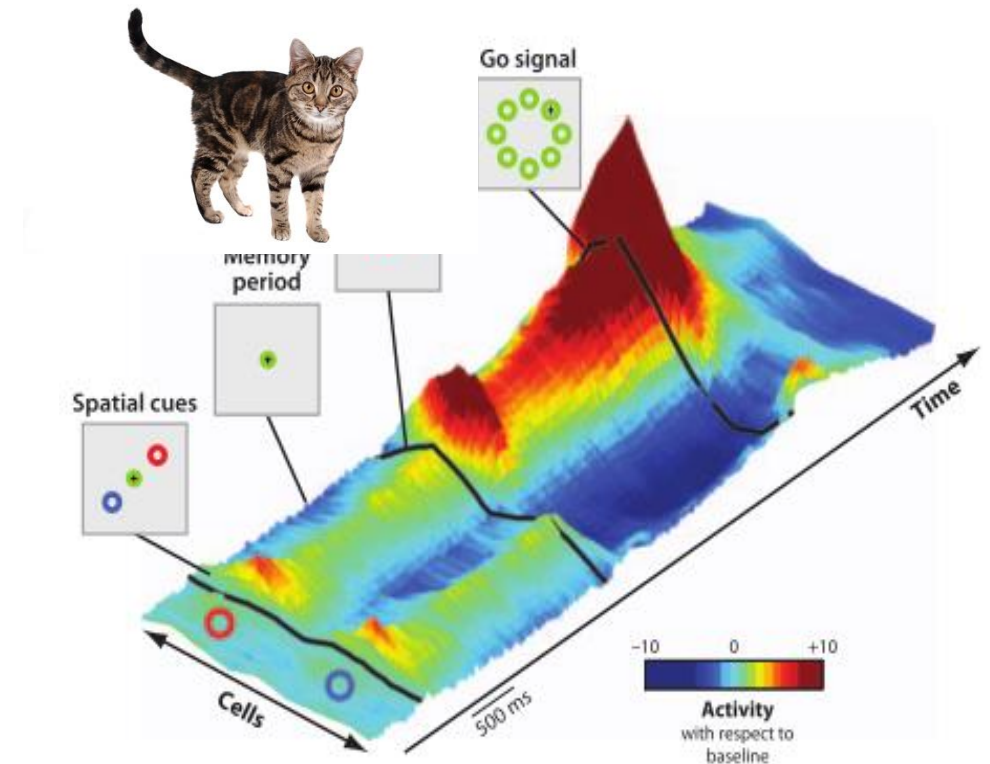 Go signal
Memory
period
Spatial cues
Time
Cells
500 ms
–10 0 +10
Activity
with respect to
baseline